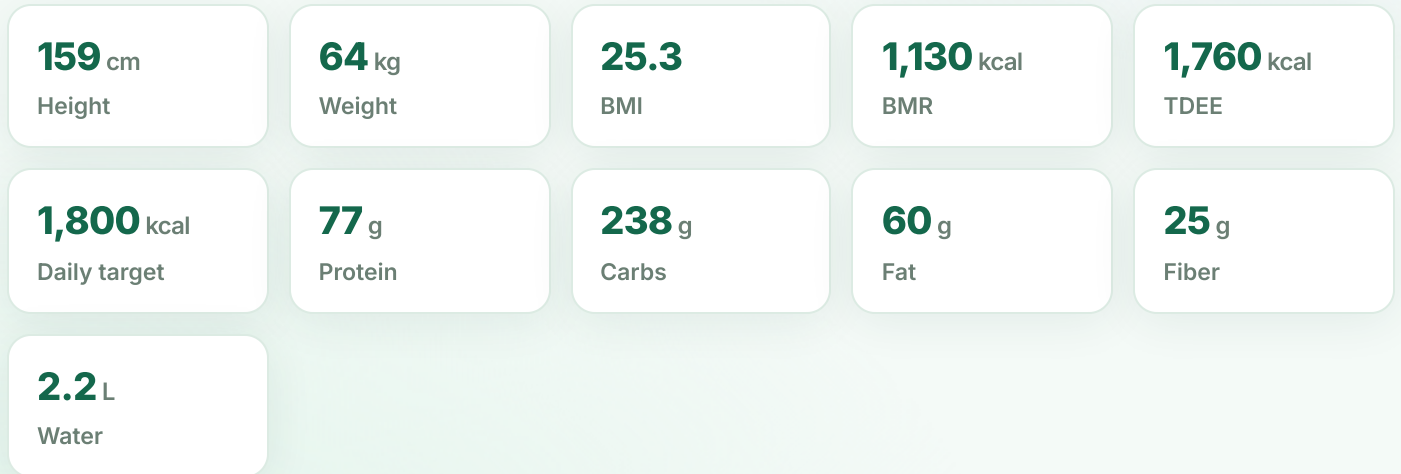 159 cm
Height
64 kg
Weight
25.3
BMI
1,130 kcal
BMR
1,760 kcal
TDEE
1,800 kcal
Daily target
77 g
Protein
238 g
Carbs
60 g
Fat
25 g
Fiber
2.2 L
Water